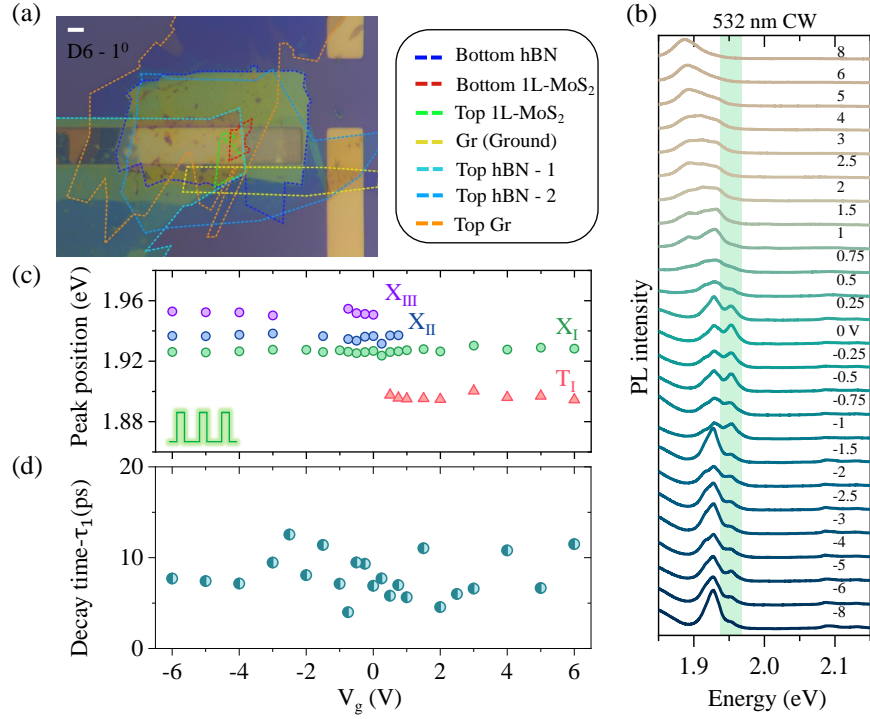 (a)
D6 - 1⁰
Bottom hBN
Bottom 1L-MoS₂
Top 1L-MoS₂
Gr (Ground)
Top hBN - 1
Top hBN - 2
Top Gr
(b)
532 nm CW
8
6
5
4
3
2.5
2
1.5
1
0.75
0.5
0.25
0 V
-0.25
-0.5
-0.75
-1
-1.5
-2
-2.5
-3
-4
-5
-6
-8
PL intensity
1.9
2.0
2.1
Energy (eV)
(c)
1.96
1.92
1.88
Peak position (eV)
X_III
X_II
X_I
T_I
(d)
20
10
0
Decay time-τ₁(ps)
-6
-4
-2
0
2
4
6
V_g (V)